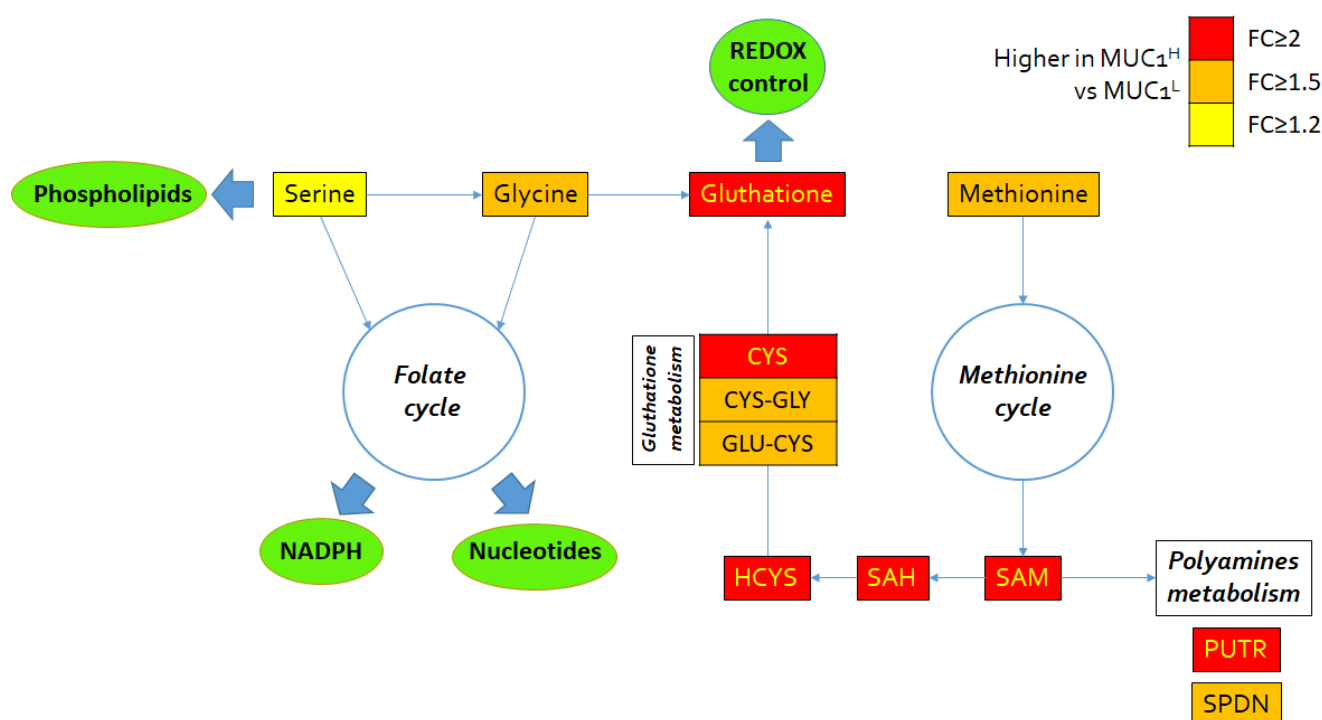 REDOX
control
Higher in MUC1ᴴ
vs MUC1ᴸ
FC≥2
FC≥1.5
FC≥1.2
Phospholipids
Serine
Glycine
Gluthatione
Methionine
Folate
cycle
Gluthatione
metabolism
CYS
CYS-GLY
GLU-CYS
Methionine
cycle
NADPH
Nucleotides
HCYS
SAH
SAM
Polyamines
metabolism
PUTR
SPDN